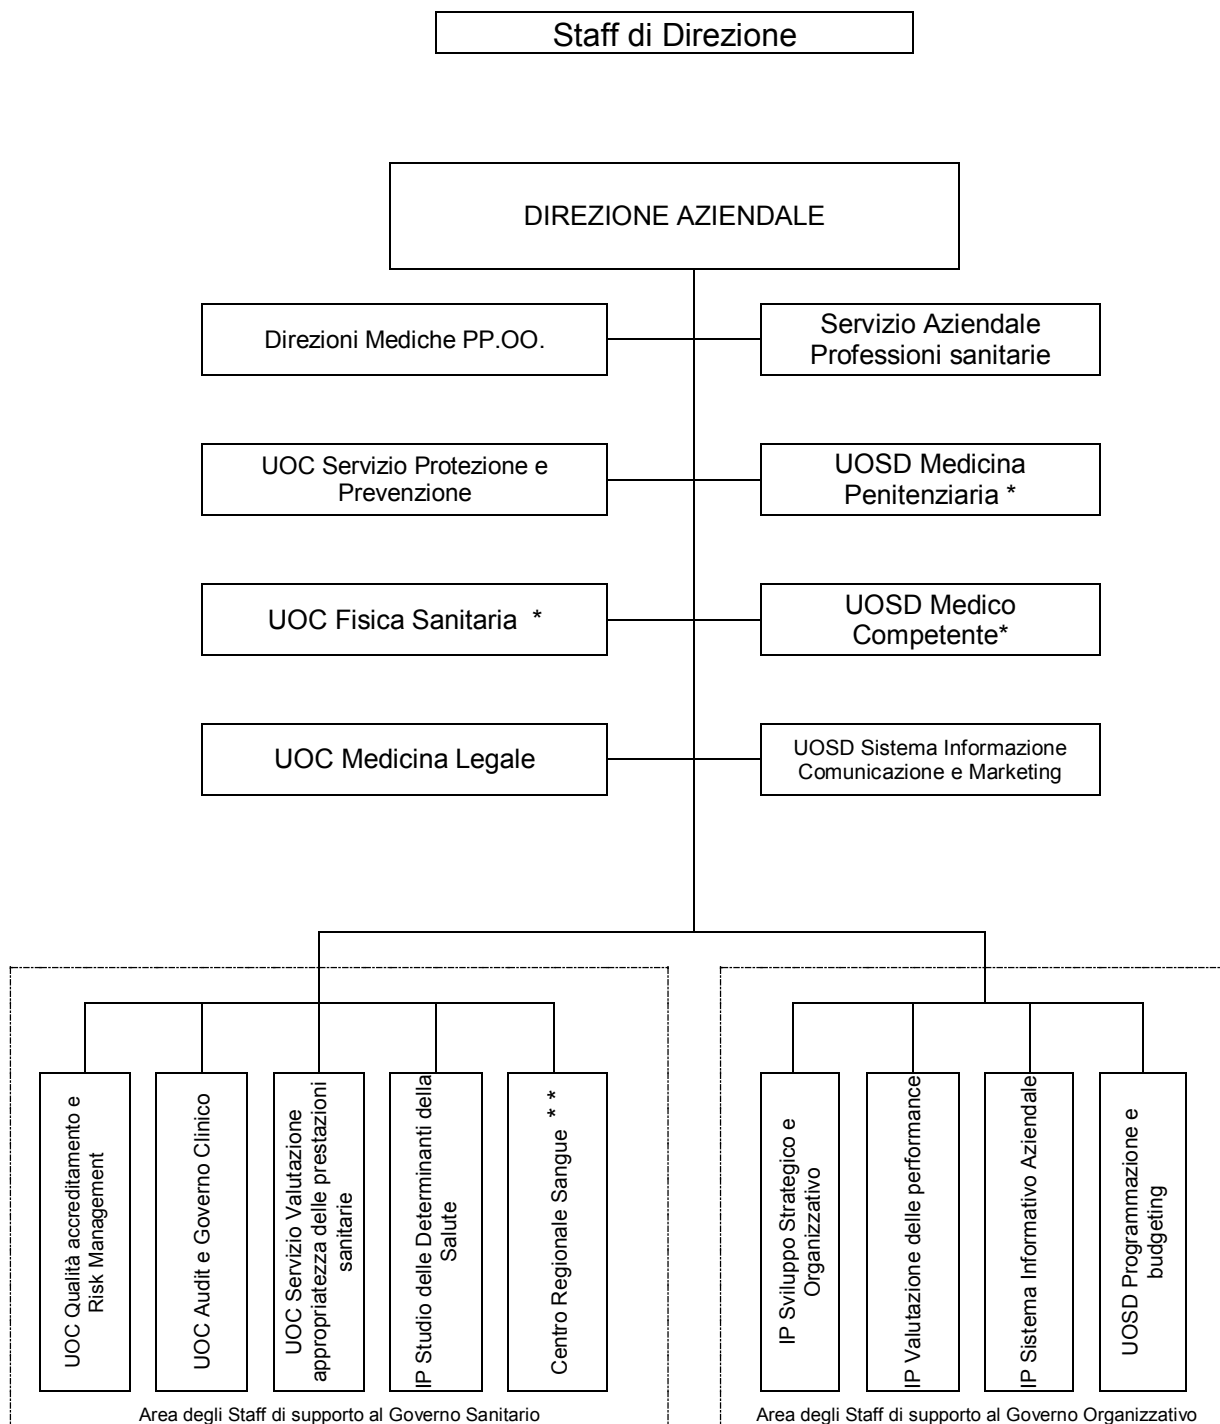 Staff di Direzione
DIREZIONE AZIENDALE
Direzioni Mediche PP.OO.
Servizio Aziendale
Professioni sanitarie
UOC Servizio Protezione e
Prevenzione
UOSD Medicina
Penitenziaria *
UOC Fisica Sanitaria *
UOSD Medico
Competente*
UOC Medicina Legale
UOSD Sistema Informazione
Comunicazione e Marketing
UOC Qualità accreditamento e
Risk Management
UOC Audit e Governo Clinico
UOC Servizio Valutazione
appropriatezza delle prestazioni
sanitarie
IP Studio delle Determinanti della
Salute
Centro Regionale Sangue * *
IP Sviluppo Strategico e
Organizzativo
IP Valutazione delle performance
IP Sistema Informativo Aziendale
UOSD Programmazione e
budgeting
Area degli Staff di supporto al Governo Sanitario
Area degli Staff di supporto al Governo Organizzativo